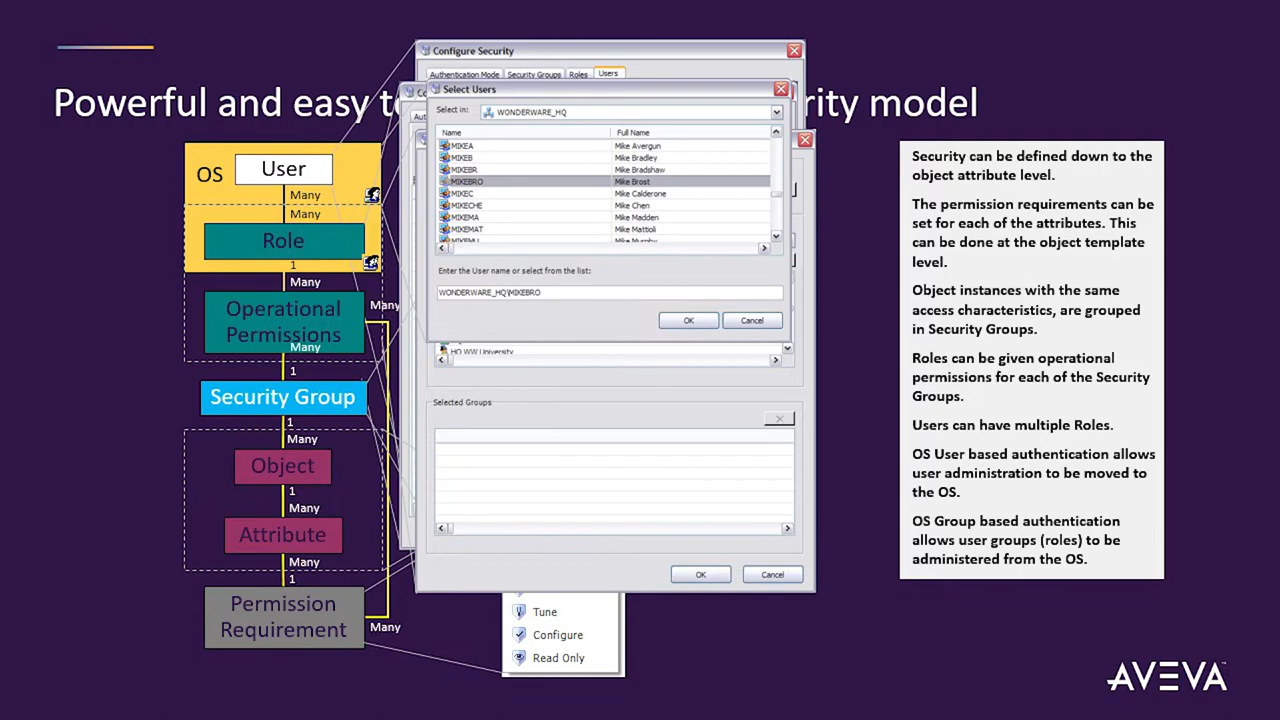 Configure Security
Authentication Mode Security Groups Roles Users
Select Users
Powerful and easy to
rity model
Select in: WONDERWARE_HQ
Name Full Name
MIKEA Mike Avergun
MIKEB Mike Bradley
MIKEBR Mike Bradshaw
MIKEBRO Mike Brost
MIKEC Mike Calderone
MIKECHE Mike Chen
MIKEMA Mike Madden
MIKEMAT Mike Mattioli
MIKEMU Mike Murphy
Enter the User name or select from the list:
WONDERWARE_HQ\MIKEBRO
OK Cancel
HQ WW University
Selected Groups
OK Cancel
Tune
Configure
Read Only
OS
User
Many
Many
Role
1
Many
Operational
Permissions
Many
Many
1
Security Group
1
Many
Object
1
Many
Attribute
Many
1
Permission
Requirement
Many
Security can be defined down to the
object attribute level.
The permission requirements can be
set for each of the attributes. This
can be done at the object template
level.
Object instances with the same
access characteristics, are grouped
in Security Groups.
Roles can be given operational
permissions for each of the Security
Groups.
Users can have multiple Roles.
OS User based authentication allows
user administration to be moved to
the OS.
OS Group based authentication
allows user groups (roles) to be
administered from the OS.
AVEVA